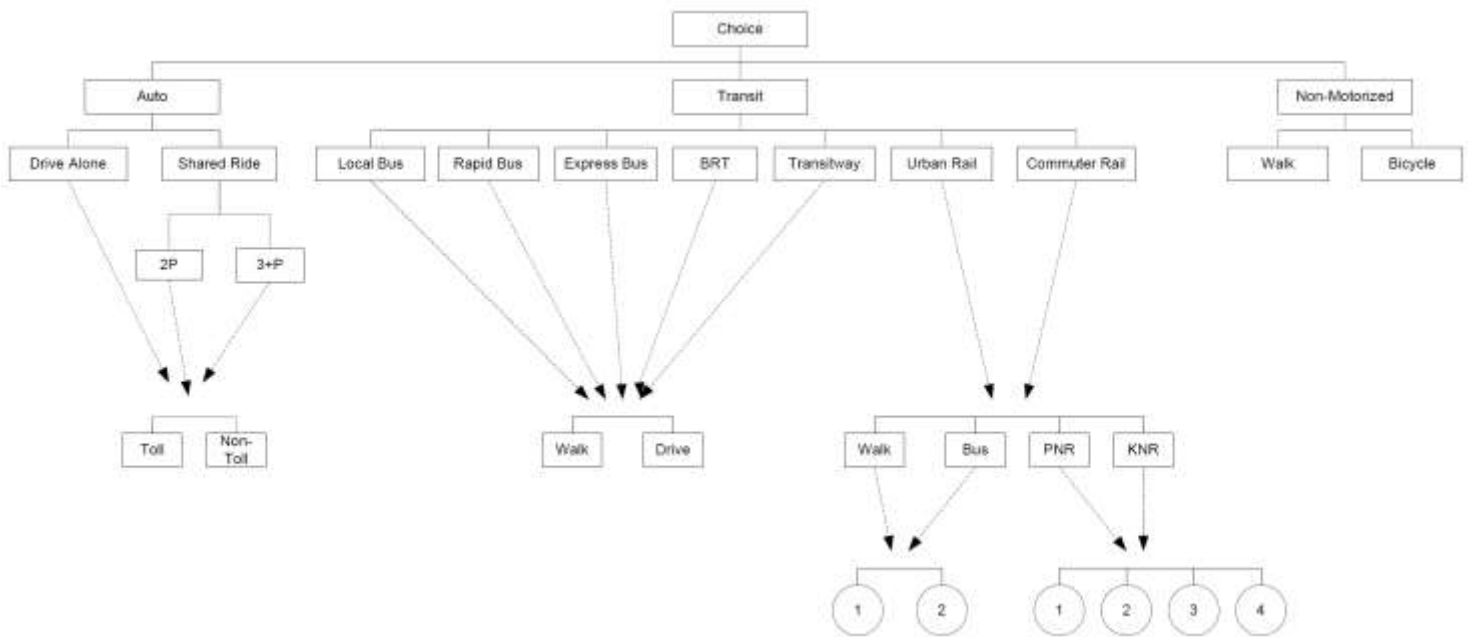 Choice
Auto
Transit
Non-Motorized
Drive Alone
Shared Ride
Local Bus
Rapid Bus
Express Bus
BRT
Transitway
Urban Rail
Commuter Rail
Walk
Bicycle
2P
3+P
Toll
Non-
Toll
Walk
Drive
Walk
Bus
PNR
KNR
1
2
1
2
3
4